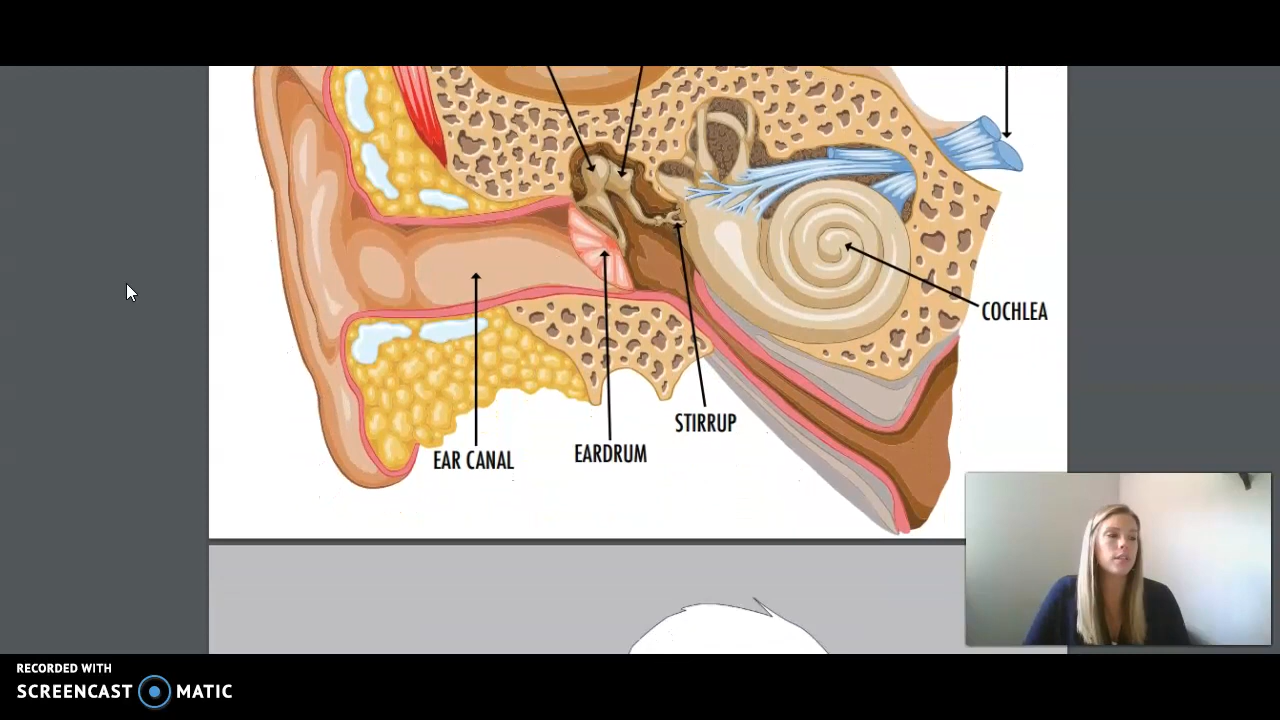 COCHLEA
STIRRUP
EARDRUM
EAR CANAL
RECORDED WITH
SCREENCAST MATIC